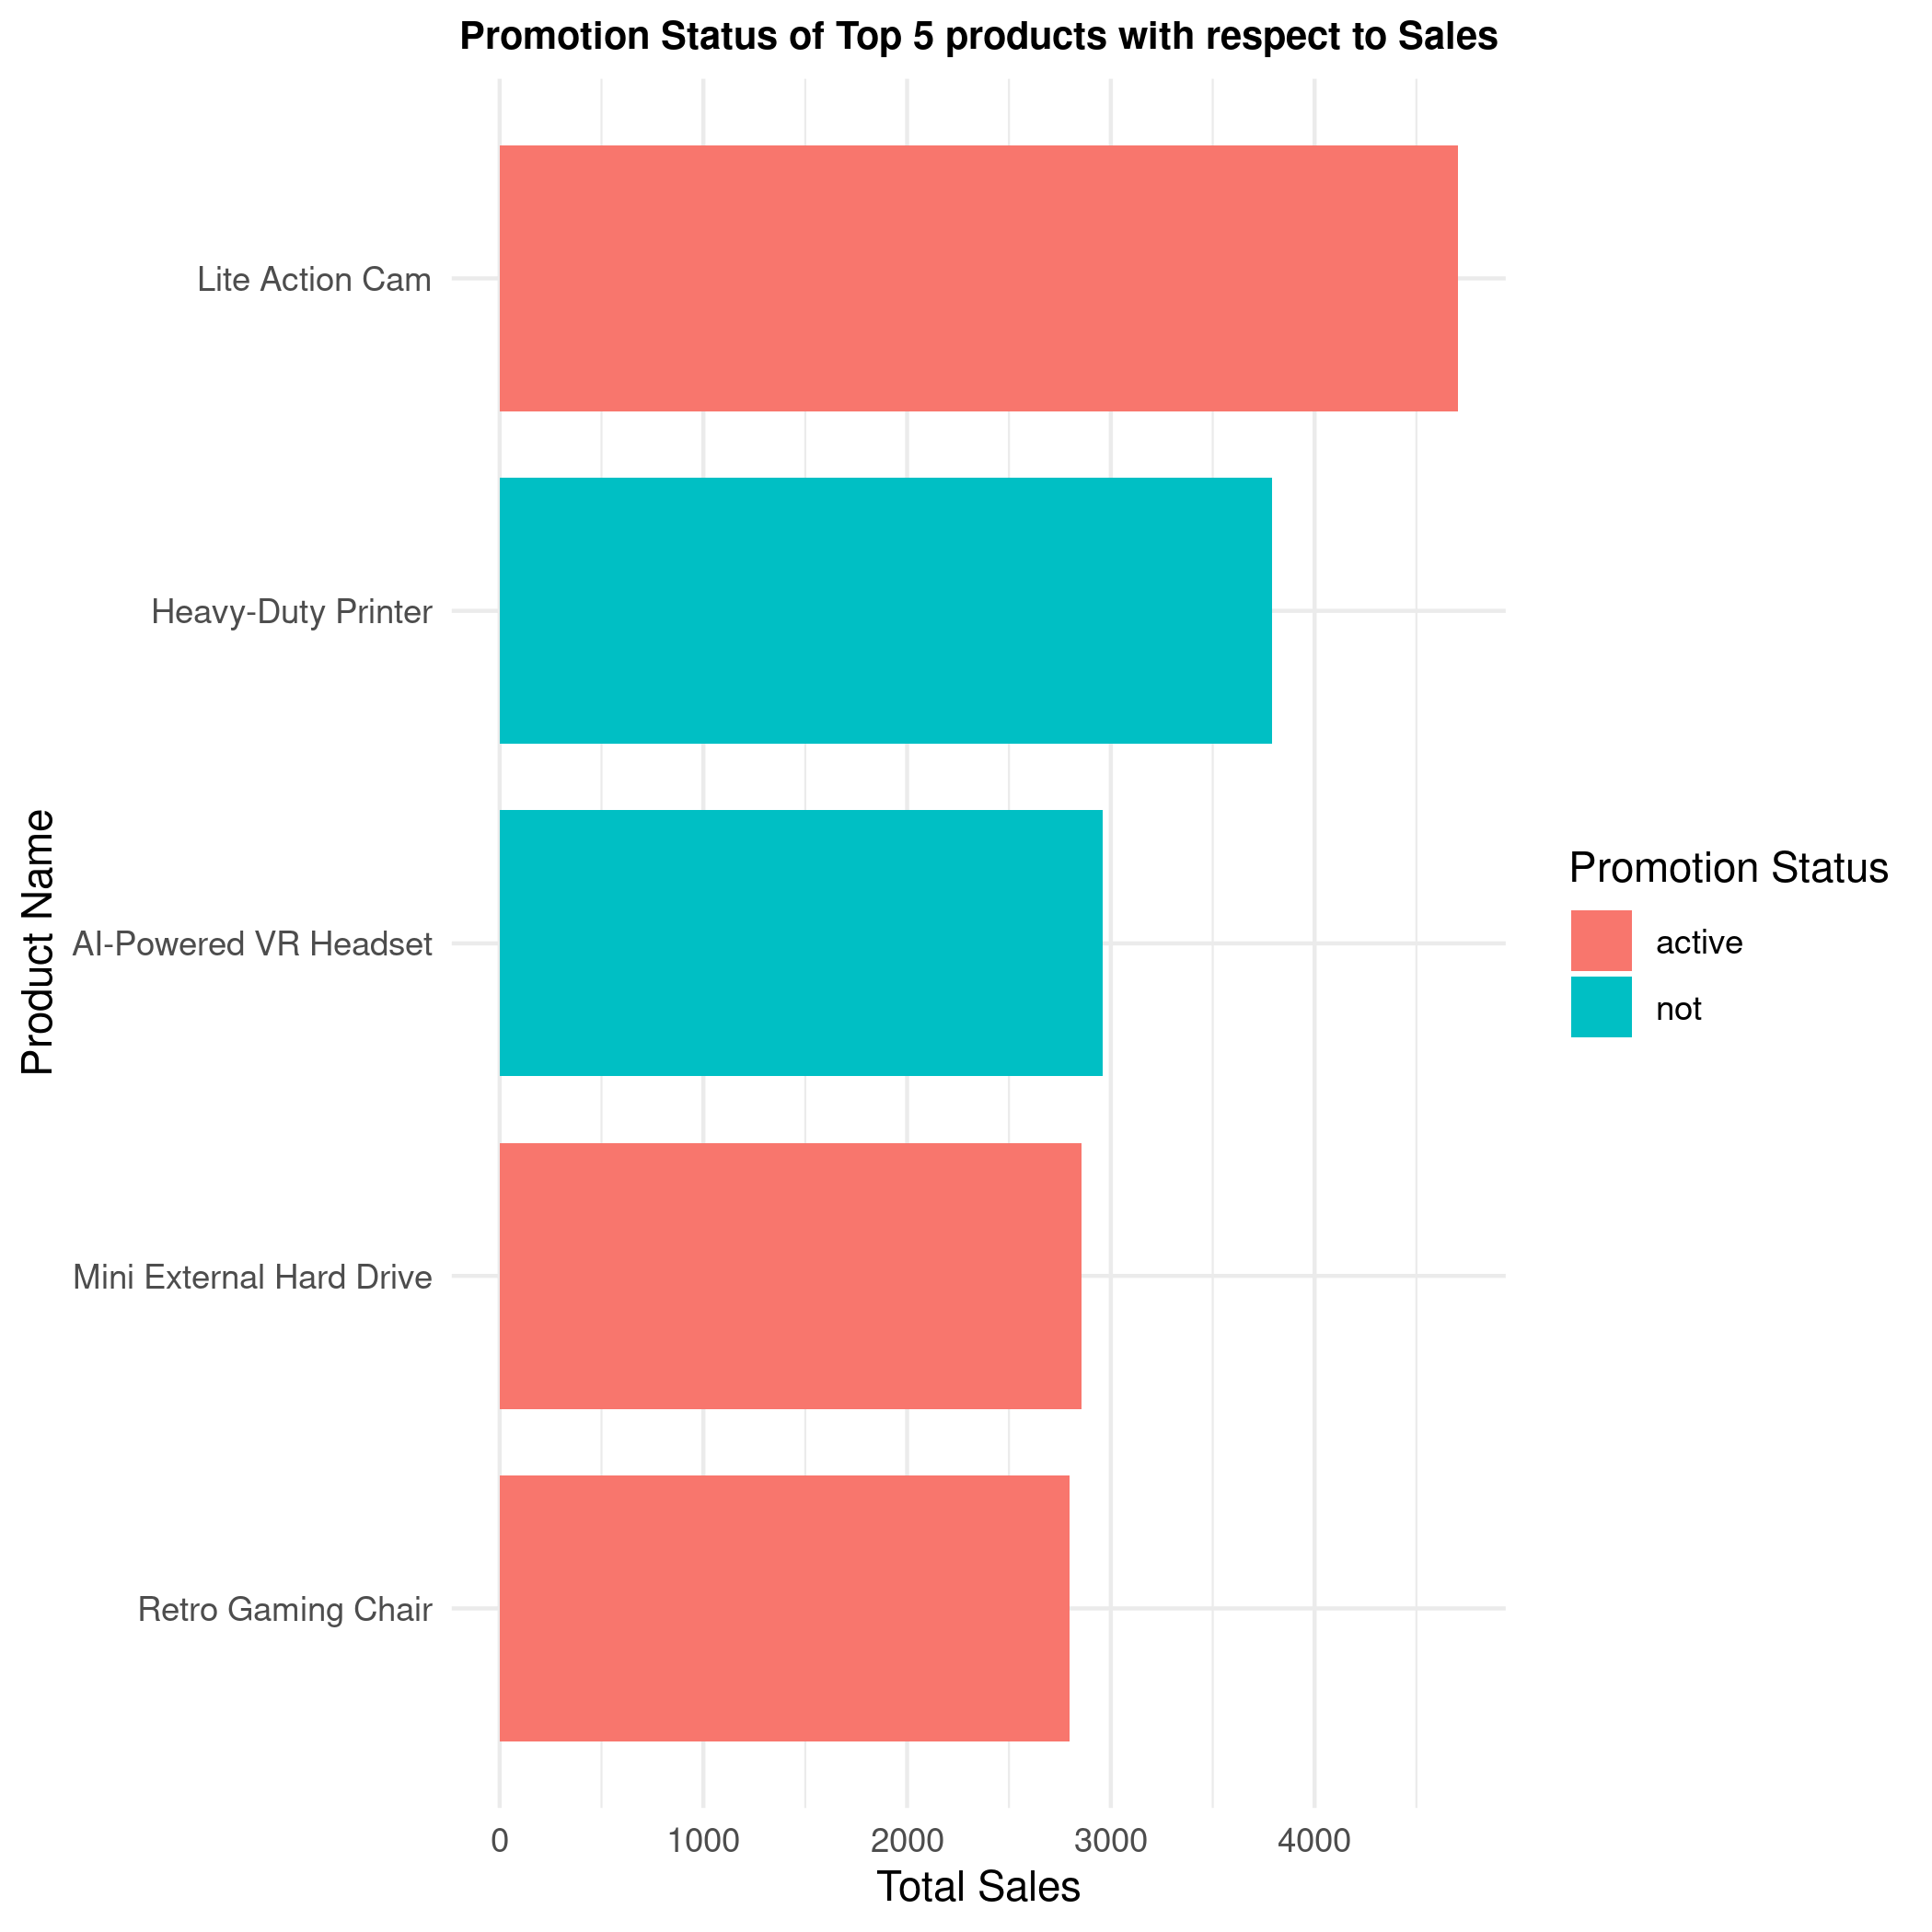 Promotion Status of Top 5 products with respect to Sales
Product Name
Lite Action Cam
Heavy-Duty Printer
AI-Powered VR Headset
Mini External Hard Drive
Retro Gaming Chair
0 1000 2000 3000 4000
Total Sales
Promotion Status
active
not